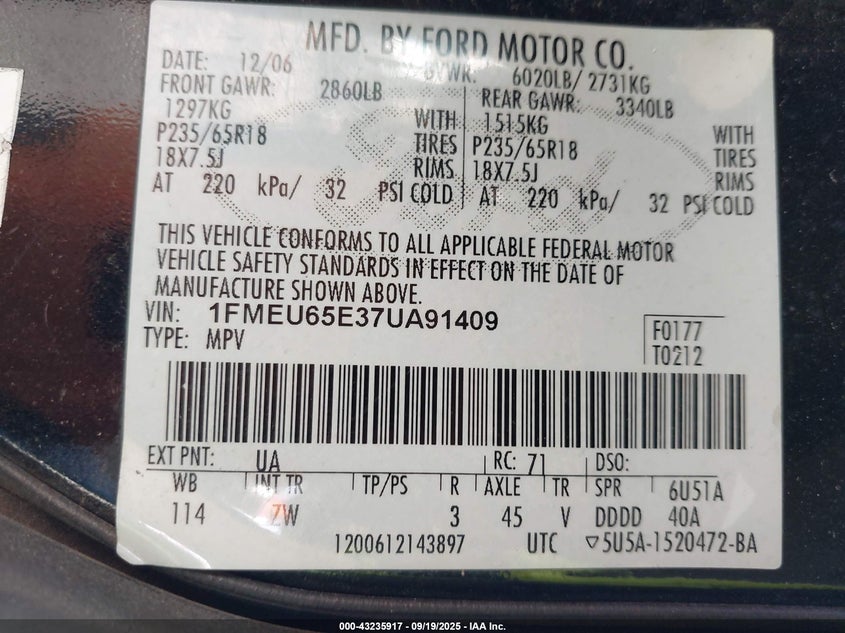 MFD. BY FORD MOTOR CO.
DATE: 12/06 GVWR: 6020LB/ 2731KG
FRONT GAWR: 2860LB REAR GAWR: 3340LB
1297KG WITH 1515KG WITH
P235/65R18 TIRES P235/65R18 TIRES
18X7.5J RIMS 18X7.5J RIMS
AT 220 kPa/ 32 PSI COLD AT 220 kPa/ 32 PSI COLD
THIS VEHICLE CONFORMS TO ALL APPLICABLE FEDERAL MOTOR
VEHICLE SAFETY STANDARDS IN EFFECT ON THE DATE OF
MANUFACTURE SHOWN ABOVE.
VIN: 1FMEU65E37UA91409
TYPE: MPV
F0177
T0212
EXT PNT: UA RC: 71 DSO:
WB INT TR TP/PS R AXLE TR SPR 6U51A
114 ZW 3 45 V DDDD 40A
1200612143897 UTC ▽5U5A-1520472-BA
Ford
000-43235917 - 09/19/2025 - IAA Inc.